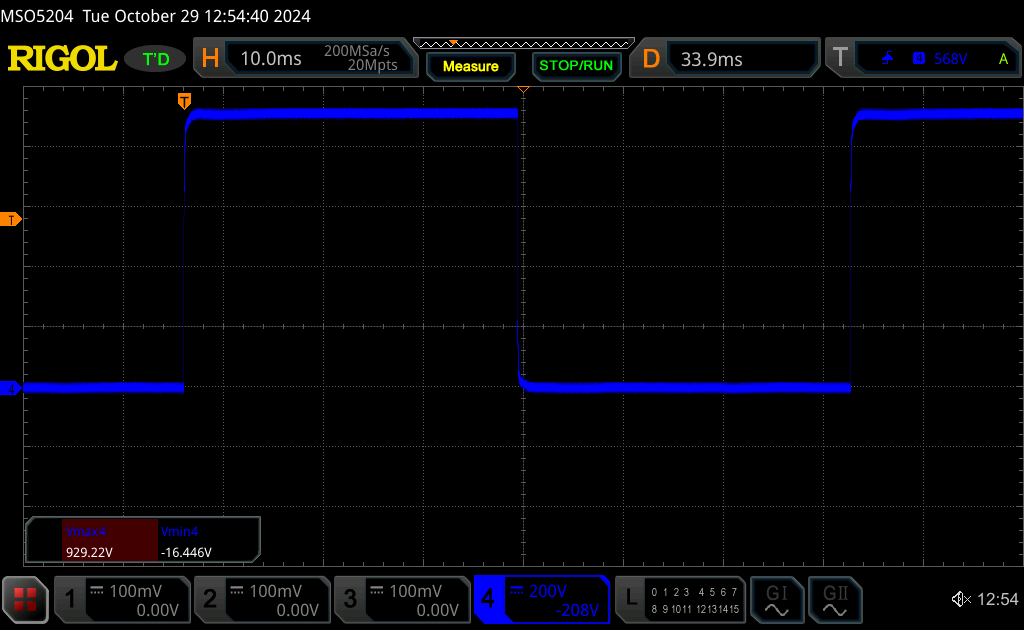 MSO5204 Tue October 29 12:54:40 2024
RIGOL T'D H 10.0ms 200MSa/s 20Mpts Measure STOP/RUN D 33.9ms T 1 568V A
T
T
4
Vmax4 Vmin4
929.22V -16.446V
1 100mV 0.00V 2 100mV 0.00V 3 100mV 0.00V 4 200V -208V L 0 1 2 3 4 5 6 7 8 9 10 11 12 13 14 15 GI GII 12:54